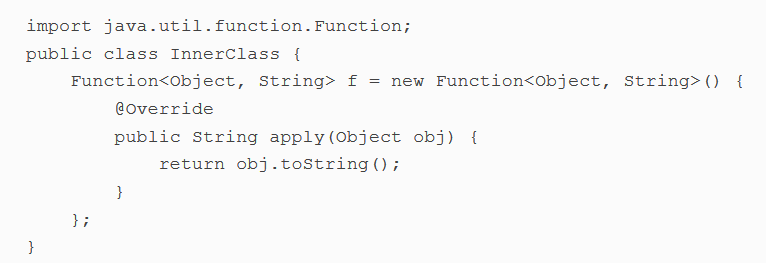 import java.util.function.Function;
public class InnerClass {
    Function<Object, String> f = new Function<Object, String>() {
        @Override
        public String apply(Object obj) {
            return obj.toString();
        }
    };
}